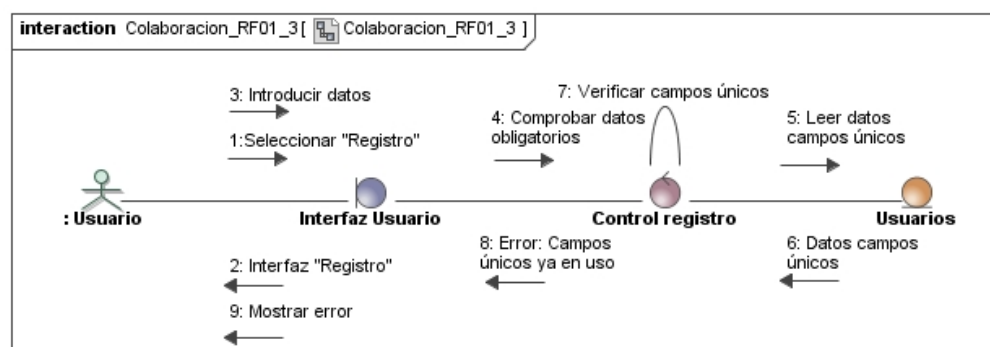 interaction Colaboracion_RF01_3[ Colaboracion_RF01_3 ]
3: Introducir datos
1:Seleccionar "Registro"
7: Verificar campos únicos
4: Comprobar datos
obligatorios
5: Leer datos
campos únicos
: Usuario
Interfaz Usuario
Control registro
Usuarios
2: Interfaz "Registro"
9: Mostrar error
8: Error: Campos
únicos ya en uso
6: Datos campos
únicos